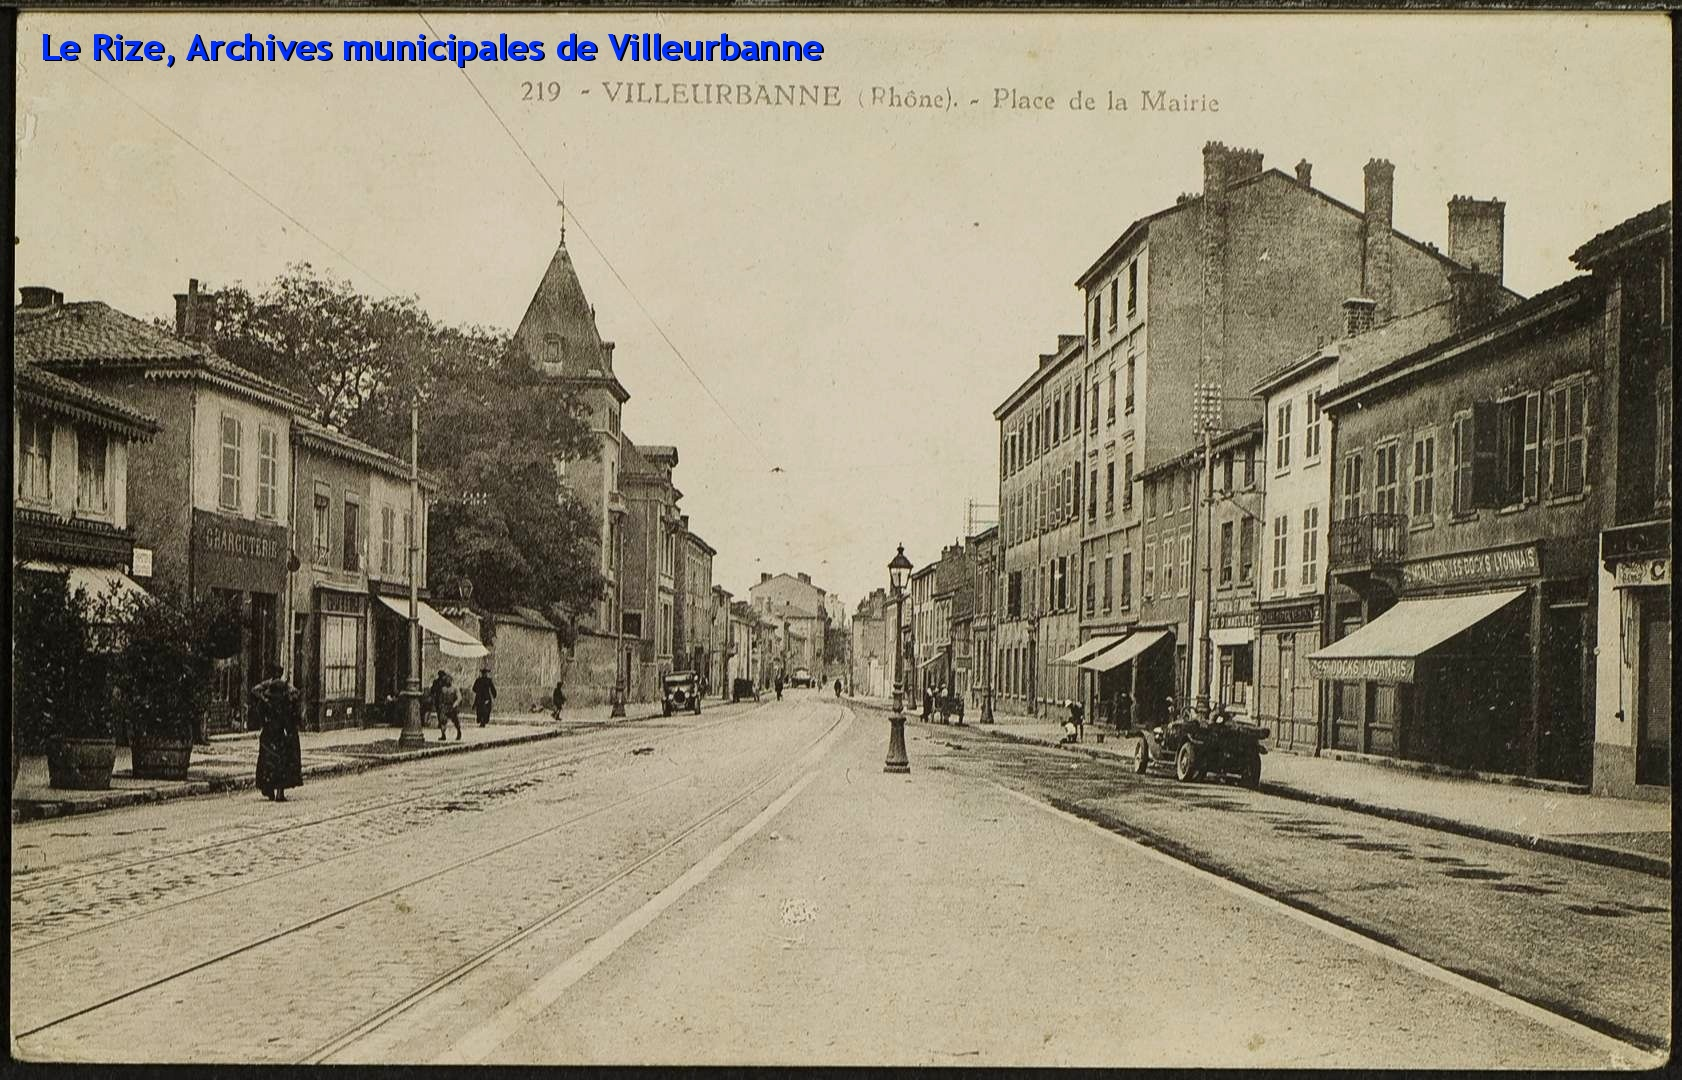 Le Rize, Archives municipales de Villeurbanne
219 - VILLEURBANNE (Rhône). - Place de la Mairie
CHARCUTERIE
LES DOCKS LYONNAIS
LES DOCKS LYONNAIS